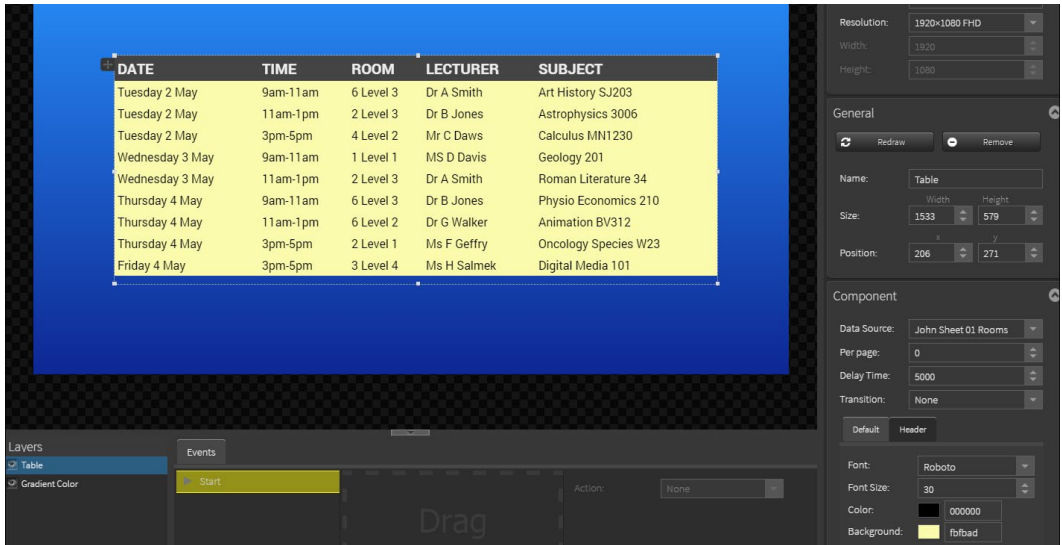 DATE TIME ROOM LECTURER SUBJECT
Tuesday 2 May 9am-11am 6 Level 3 Dr A Smith Art History SJ203
Tuesday 2 May 11am-1pm 2 Level 3 Dr B Jones Astrophysics 3006
Tuesday 2 May 3pm-5pm 4 Level 2 Mr C Daws Calculus MN1230
Wednesday 3 May 9am-11am 1 Level 1 MS D Davis Geology 201
Wednesday 3 May 11am-1pm 2 Level 3 Dr A Smith Roman Literature 34
Thursday 4 May 9am-11am 6 Level 3 Dr B Jones Physio Economics 210
Thursday 4 May 11am-1pm 6 Level 2 Dr G Walker Animation BV312
Thursday 4 May 3pm-5pm 2 Level 1 Ms F Geffry Oncology Species W23
Friday 4 May 3pm-5pm 3 Level 4 Ms H Salmek Digital Media 101
Layers
Table
Gradient Color
Events
Start
Drag
Action: None
Resolution: 1920×1080 FHD
Width: 1920
Height: 1080
General
Redraw Remove
Name: Table
Width Height
Size: 1533 579
x y
Position: 206 271
Component
Data Source: John Sheet 01 Rooms
Per page: 0
Delay Time: 5000
Transition: None
Default Header
Font: Roboto
Font Size: 30
Color: 000000
Background: fbfbad